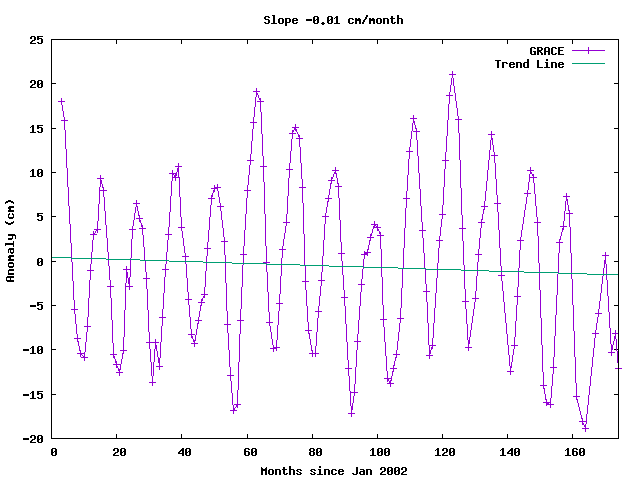 Slope -0.01 cm/month
GRACE
Trend Line
Anomaly (cm)
25
20
15
10
5
0
-5
-10
-15
-20
0 20 40 60 80 100 120 140 160
Months since Jan 2002